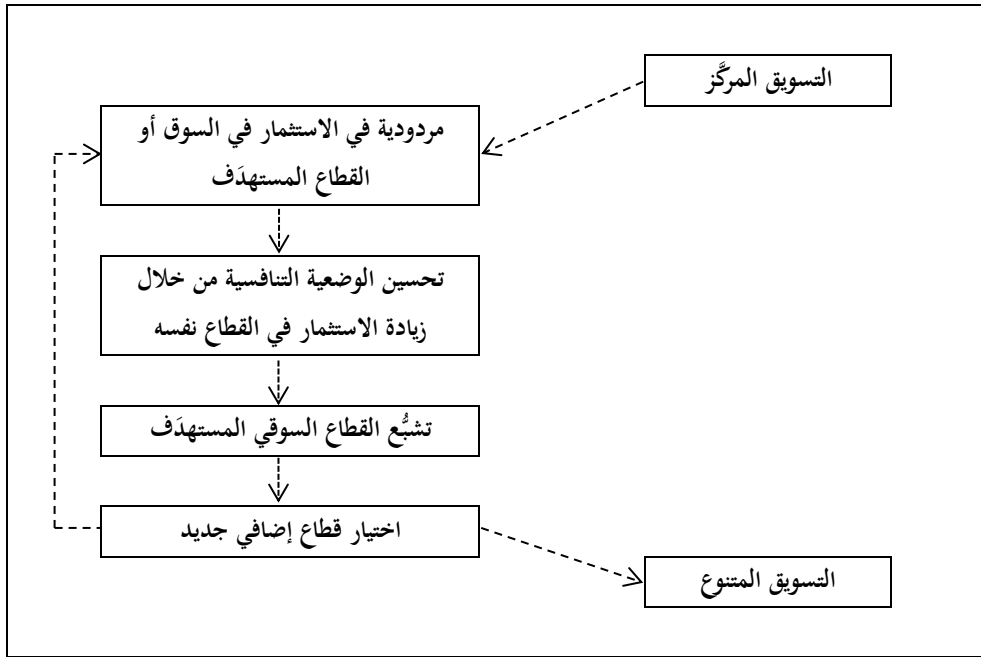 التسويق المركَّز
مردودية في الاستثمار في السوق أو
القطاع المستهدَف
تحسين الوضعية التنافسية من خلال
زيادة الاستثمار في القطاع نفسه
تشبُّع القطاع السوقي المستهدَف
اختيار قطاع إضافي جديد
التسويق المتنوع